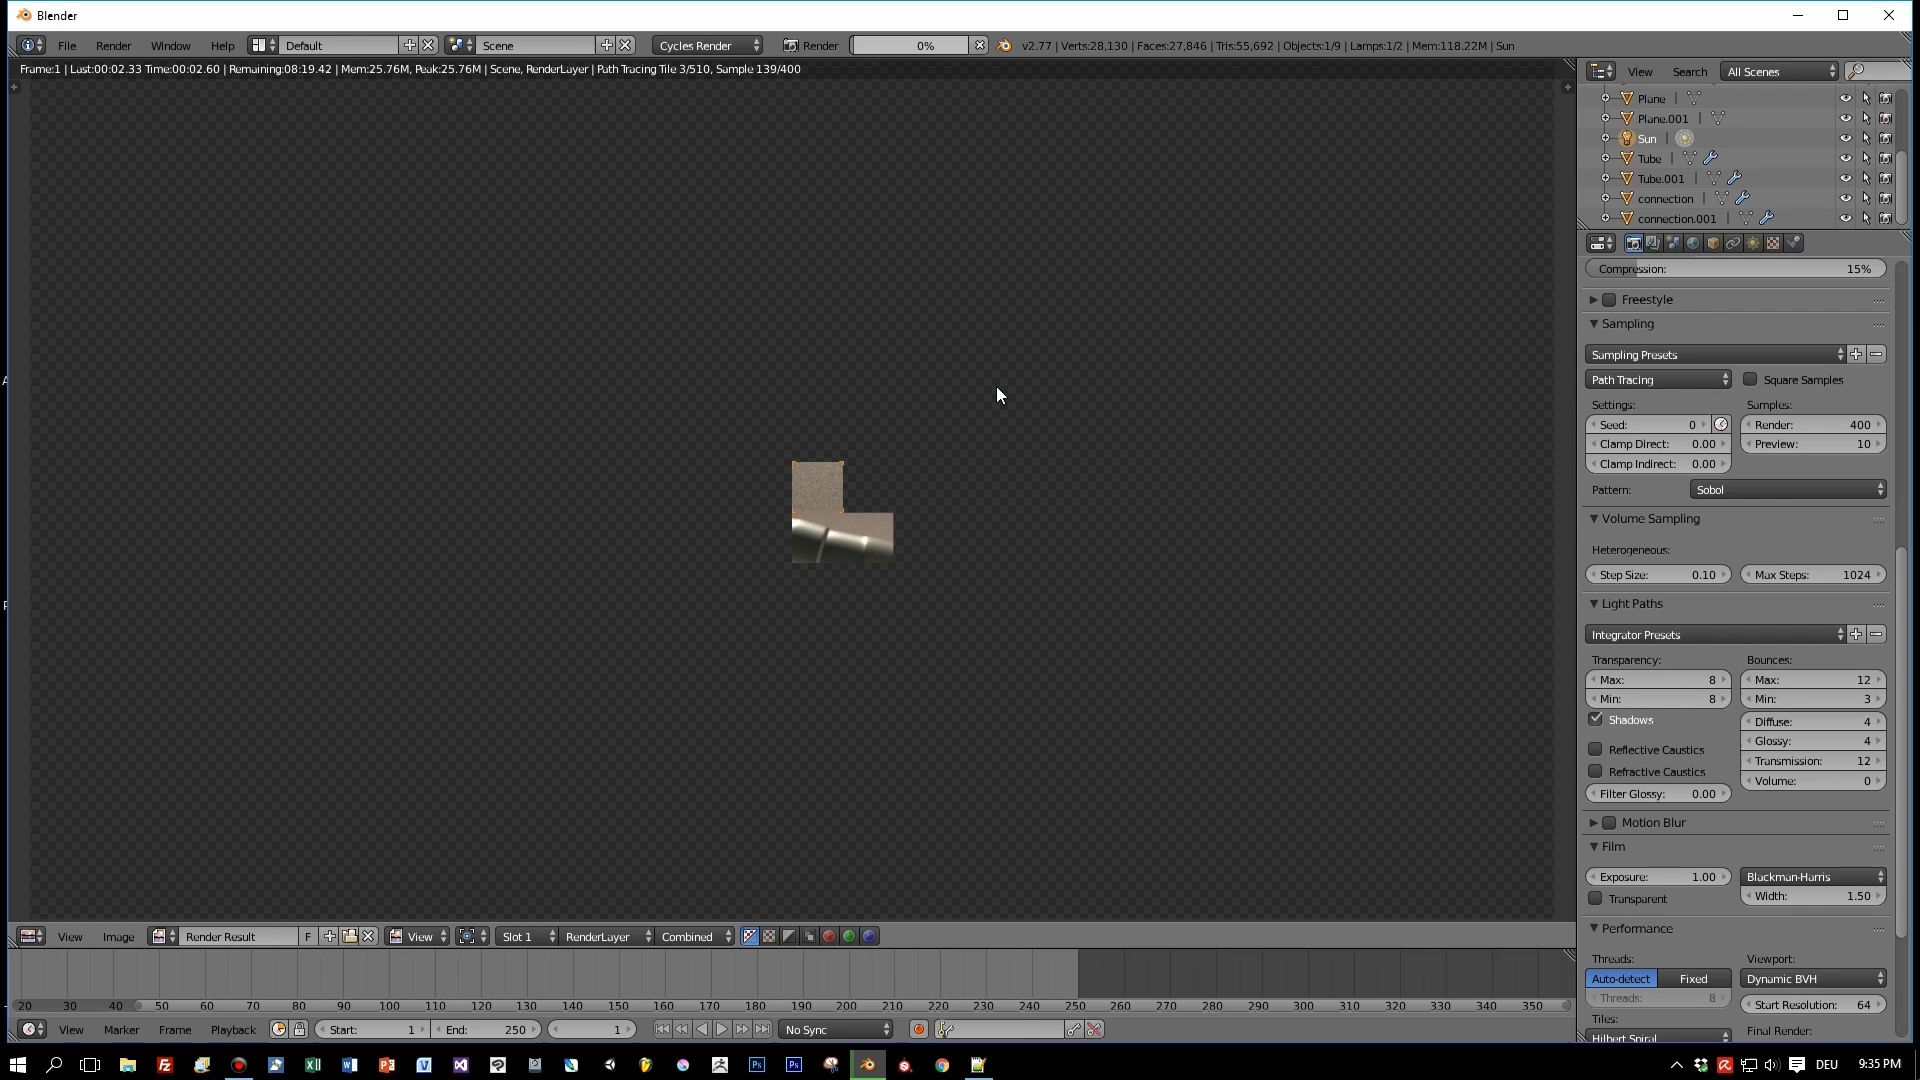 Blender
File Render Window Help Default Scene Cycles Render Render 0% v2.77 | Verts:28,130 | Faces:27,846 | Tris:55,692 | Objects:1/9 | Lamps:1/2 | Mem:118.22M | Sun
Frame:1 | Last:00:02.33 Time:00:02.60 | Remaining:08:19.42 | Mem:25.76M, Peak:25.76M | Scene, RenderLayer | Path Tracing Tile 3/510, Sample 139/400
View Search All Scenes
Plane
Plane.001
Sun
Tube
Tube.001
connection
connection.001
Compression: 15%
Freestyle
Sampling
Sampling Presets
Path Tracing Square Samples
Settings: Samples:
Seed: 0 Render: 400
Clamp Direct: 0.00 Preview: 10
Clamp Indirect: 0.00
Pattern: Sobol
Volume Sampling
Heterogeneous:
Step Size: 0.10 Max Steps: 1024
Light Paths
Integrator Presets
Transparency: Bounces:
Max: 8 Max: 12
Min: 8 Min: 3
Shadows Diffuse: 4
Reflective Caustics Glossy: 4
Refractive Caustics Transmission: 12
Filter Glossy: 0.00 Volume: 0
Motion Blur
Film
Exposure: 1.00 Blackman-Harris
Transparent Width: 1.50
Performance
Threads: Viewport:
Auto-detect Fixed Dynamic BVH
Threads: 8 Start Resolution: 64
Tiles: Final Render:
Hilbert Spiral
View Image Render Result F View Slot 1 RenderLayer Combined
20 30 40 50 60 70 80 90 100 110 120 130 140 150 160 170 180 190 200 210 220 230 240 250 260 270 280 290 300 310 320 330 340 350
View Marker Frame Playback Start: 1 End: 250 1 No Sync
DEU 9:35 PM